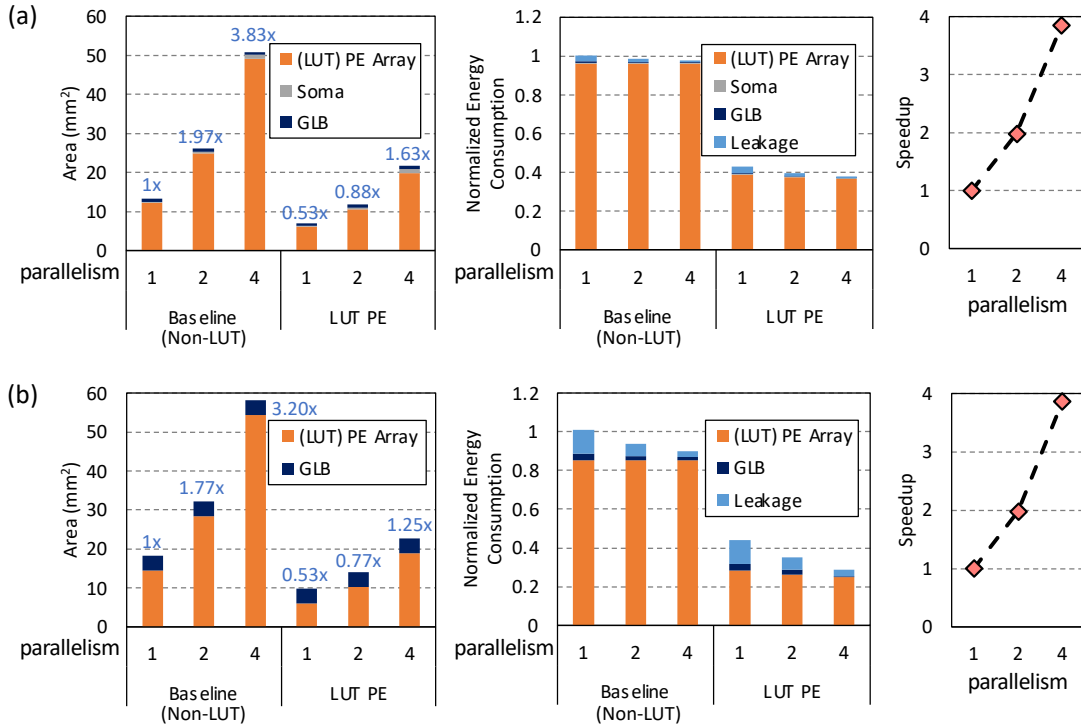 (a)
Area (mm²)
60
50
40
30
20
10
0
1x
1.97x
3.83x
0.53x
0.88x
1.63x
(LUT) PE Array
Soma
GLB
parallelism
1 2 4 1 2 4
Baseline
(Non-LUT)
LUT PE
Normalized Energy
Consumption
1.2
1
0.8
0.6
0.4
0.2
0
(LUT) PE Array
Soma
GLB
Leakage
parallelism
1 2 4 1 2 4
Baseline
(Non-LUT)
LUT PE
Speedup
4
3
2
1
0
1 2 4
parallelism
(b)
Area (mm²)
60
50
40
30
20
10
0
1x
1.77x
3.20x
0.53x
0.77x
1.25x
(LUT) PE Array
GLB
parallelism
1 2 4 1 2 4
Baseline
(Non-LUT)
LUT PE
Normalized Energy
Consumption
1.2
1
0.8
0.6
0.4
0.2
0
(LUT) PE Array
GLB
Leakage
parallelism
1 2 4 1 2 4
Baseline
(Non-LUT)
LUT PE
Speedup
4
3
2
1
0
1 2 4
parallelism